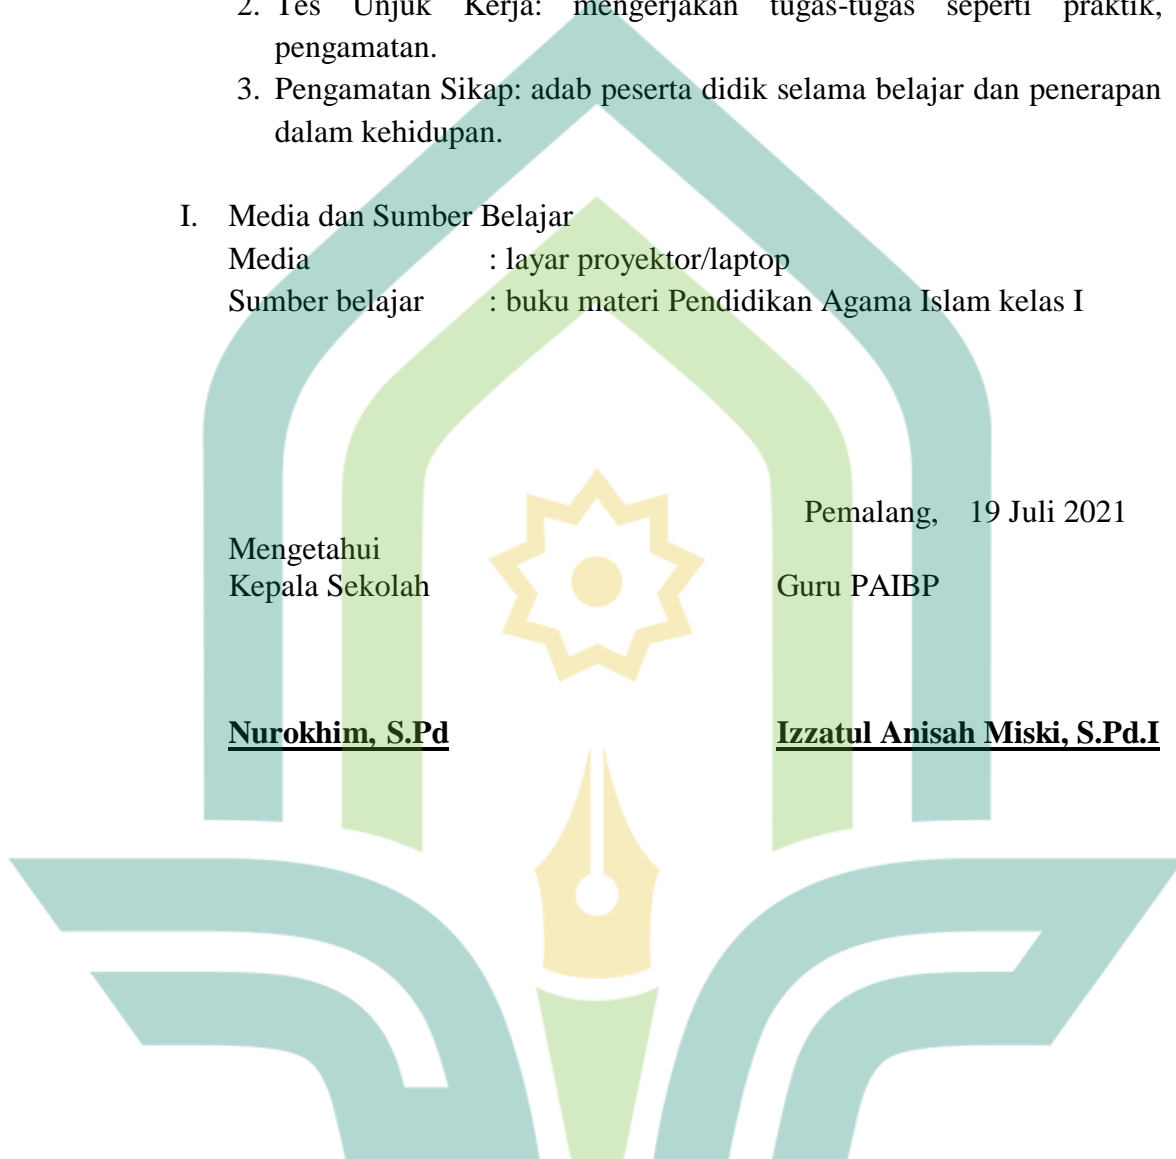 2. Tes Unjuk Kerja: mengerjakan tugas-tugas seperti praktik,
pengamatan.
3. Pengamatan Sikap: adab peserta didik selama belajar dan penerapan
dalam kehidupan.
I. Media dan Sumber Belajar
Media : layar proyektor/laptop
Sumber belajar : buku materi Pendidikan Agama Islam kelas I
Pemalang, 19 Juli 2021
Mengetahui
Kepala Sekolah Guru PAIBP
Nurokhim, S.Pd Izzatul Anisah Miski, S.Pd.I